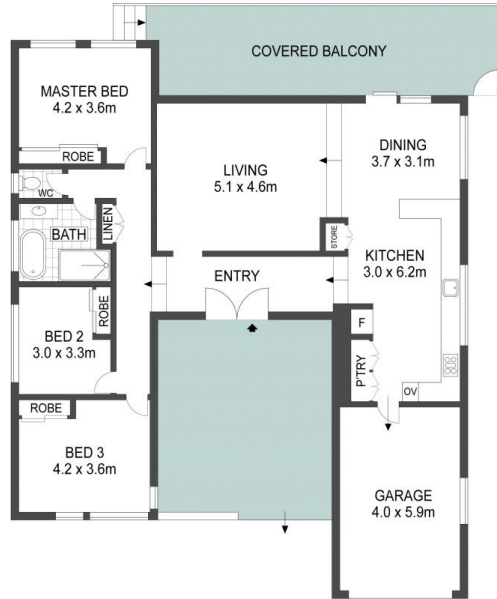 COVERED BALCONY
MASTER BED
4.2 x 3.6m
ROBE
WC
BATH
LINEN
LIVING
5.1 x 4.6m
DINING
3.7 x 3.1m
STORE
KITCHEN
3.0 x 6.2m
ENTRY
BED 2
3.0 x 3.3m
ROBE
F
P'TRY
OV
ROBE
BED 3
4.2 x 3.6m
GARAGE
4.0 x 5.9m